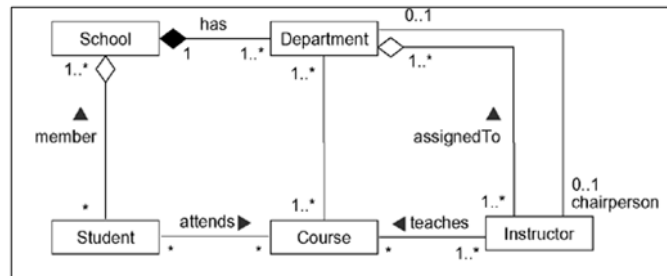 has
0..1
School
Department
1..*
1
1..*
1..*
1..*
member
assignedTo
*
1..*
1..*
0..1
chairperson
attends
teaches
Student
Course
Instructor
*
*
*
1..*